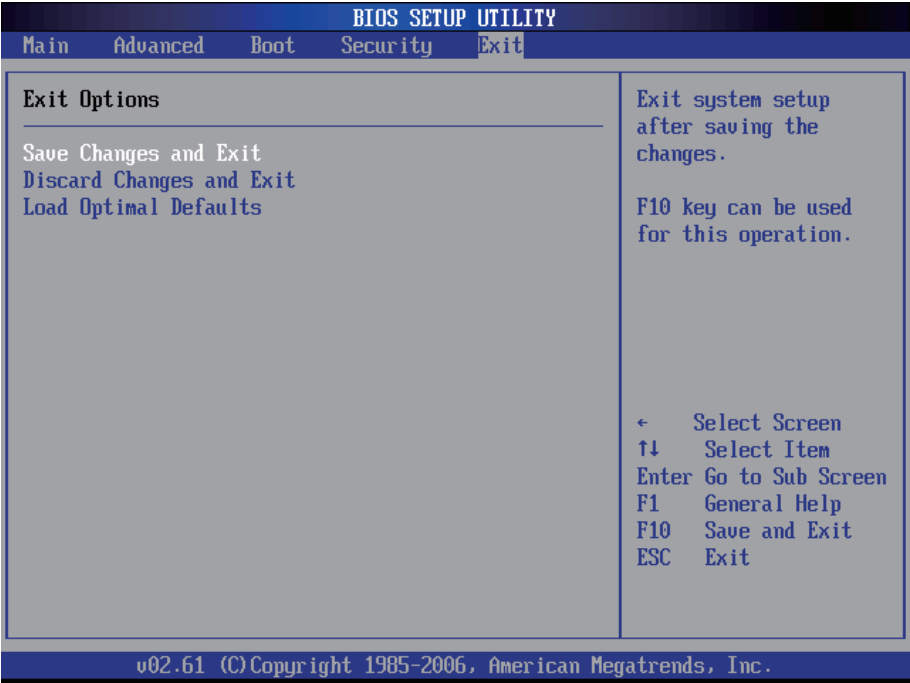 BIOS SETUP UTILITY
Main Advanced Boot Security Exit
Exit Options
Save Changes and Exit
Discard Changes and Exit
Load Optimal Defaults
Exit system setup
after saving the
changes.
F10 key can be used
for this operation.
← Select Screen
↑↓ Select Item
Enter Go to Sub Screen
F1 General Help
F10 Save and Exit
ESC Exit
v02.61 (C)Copyright 1985-2006, American Megatrends, Inc.